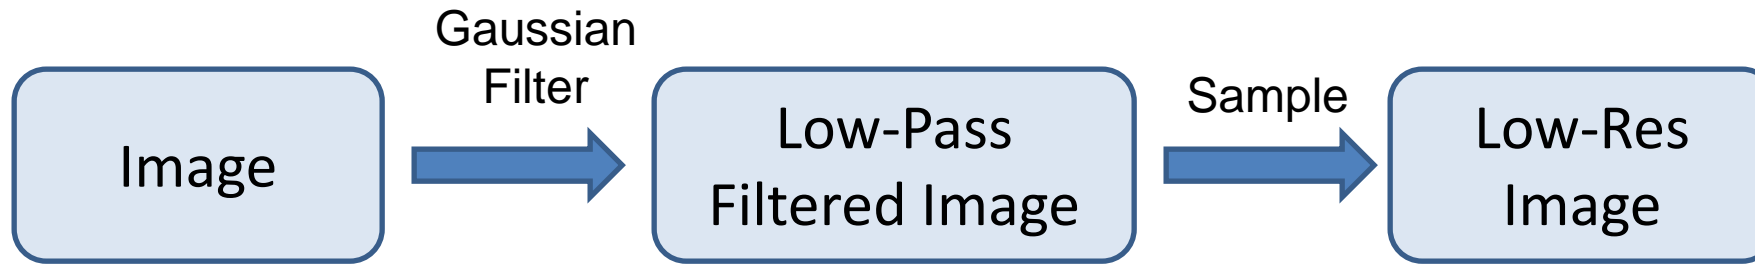 Image
Gaussian
Filter
Low-Pass
Filtered Image
Sample
Low-Res
Image